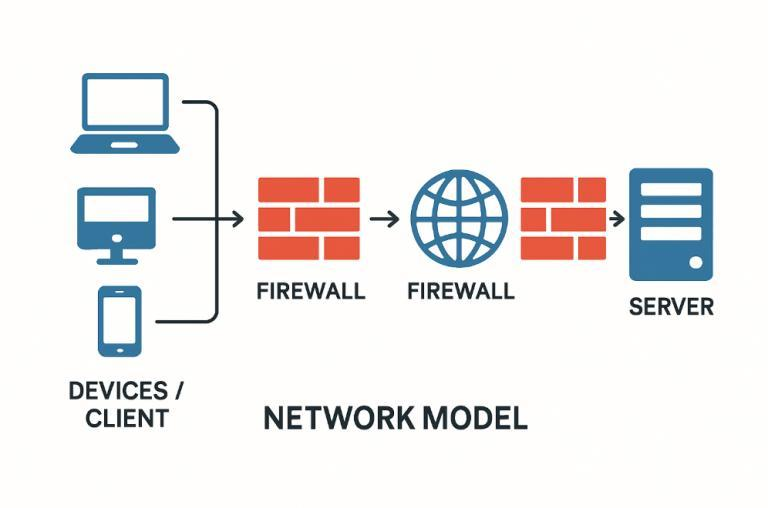 FIREWALL
FIREWALL
SERVER
DEVICES /
CLIENT
NETWORK MODEL